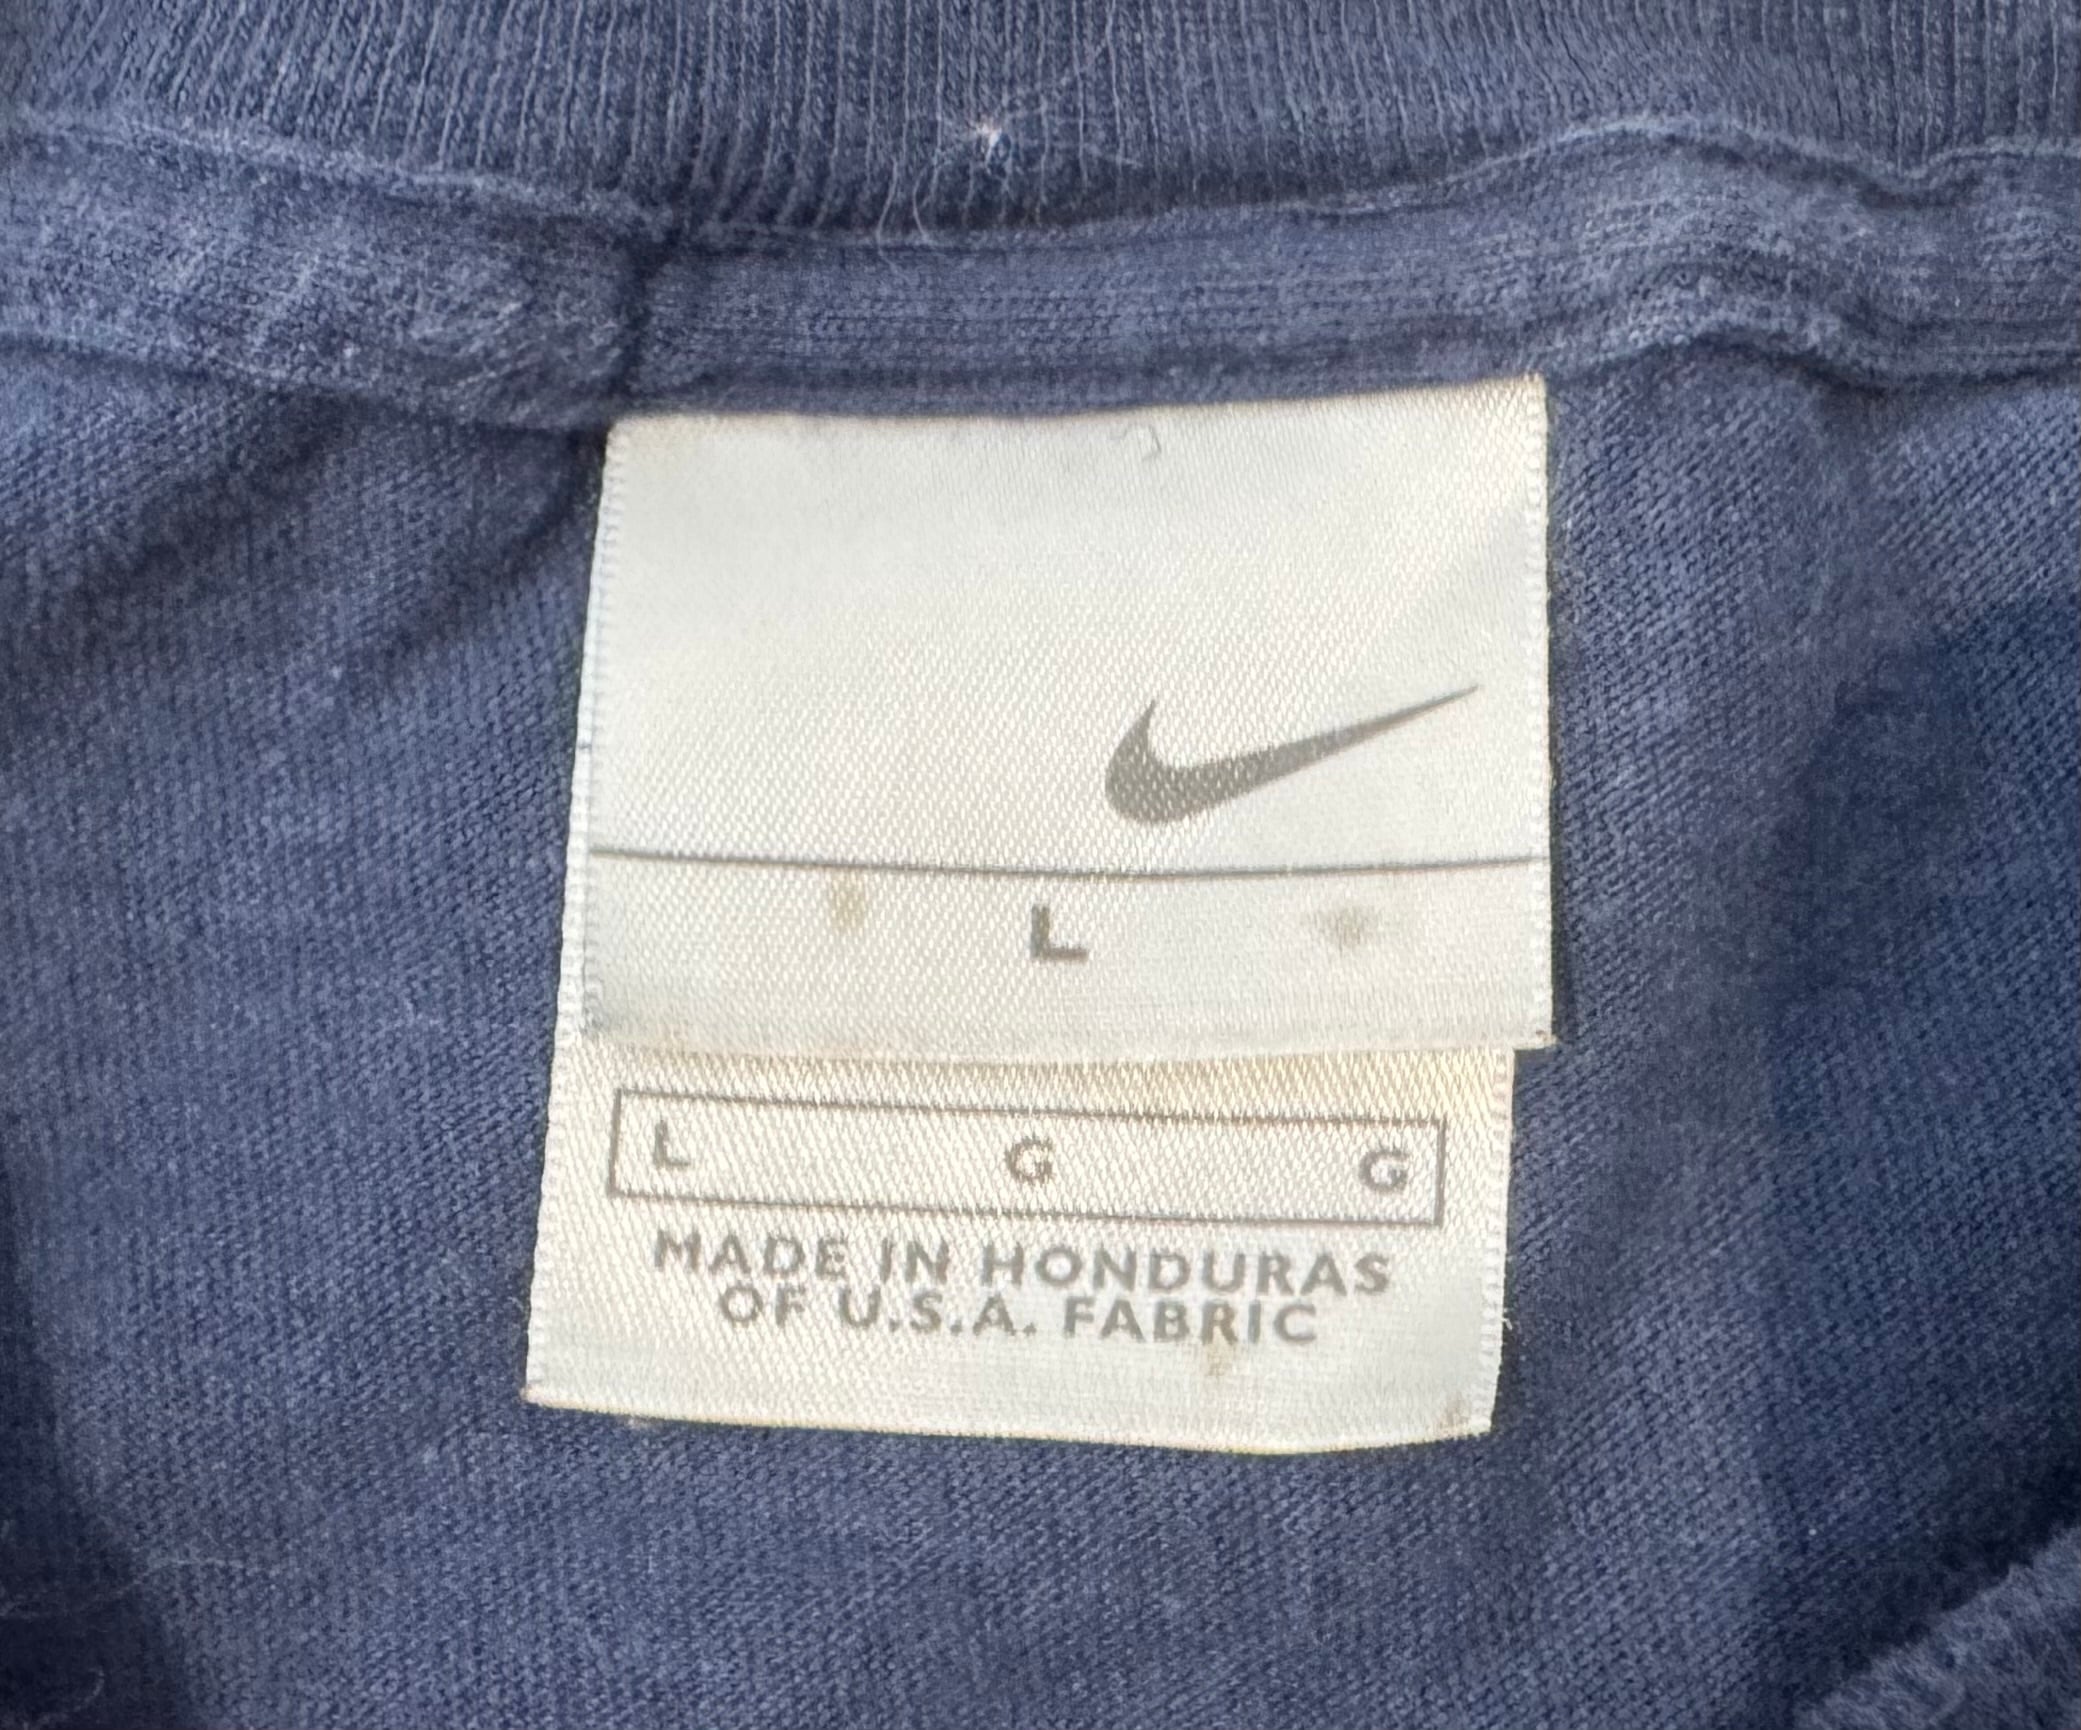 L
L G G
MADE IN HONDURAS
OF U.S.A. FABRIC